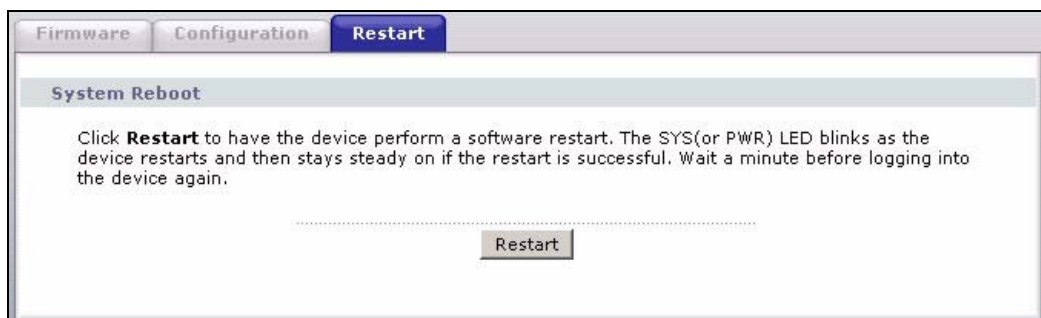 Firmware Configuration Restart
System Reboot
Click Restart to have the device perform a software restart. The SYS(or PWR) LED blinks as the
device restarts and then stays steady on if the restart is successful. Wait a minute before logging into
the device again.
Restart